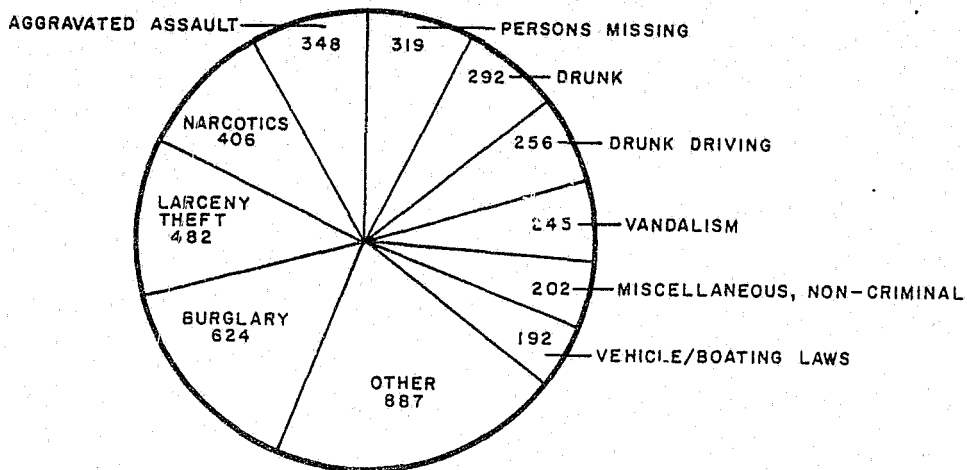 AGGRAVATED ASSAULT
348
319
PERSONS MISSING
292
DRUNK
256
DRUNK DRIVING
245
VANDALISM
202
MISCELLANEOUS, NON-CRIMINAL
192
VEHICLE/BOATING LAWS
OTHER
887
BURGLARY
624
LARCENY
THEFT
482
NARCOTICS
406